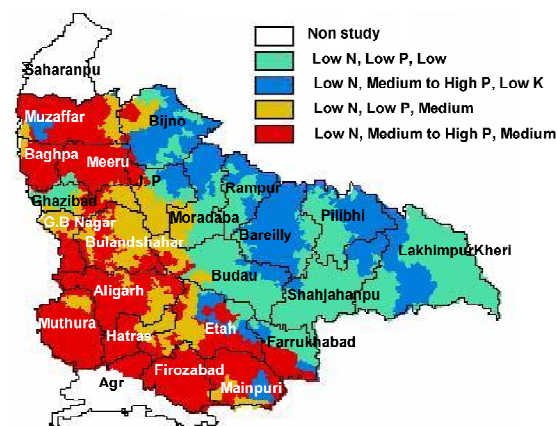 Non study
Low N, Low P, Low
Low N, Medium to High P, Low K
Low N, Low P, Medium
Low N, Medium to High P, Medium
Saharanpu
Muzaffar
Bijno
Baghpa
Meeru
J.P
Rampur
Ghazibad
Moradaba
Pilibhi
G.B Nagar
Bulandshahar
Bareilly
LakhimpurKheri
Budau
Aligarh
Shahjahanpu
Muthura
Hatras
Etah
Farrukhabad
Firozabad
Agr
Mainpuri